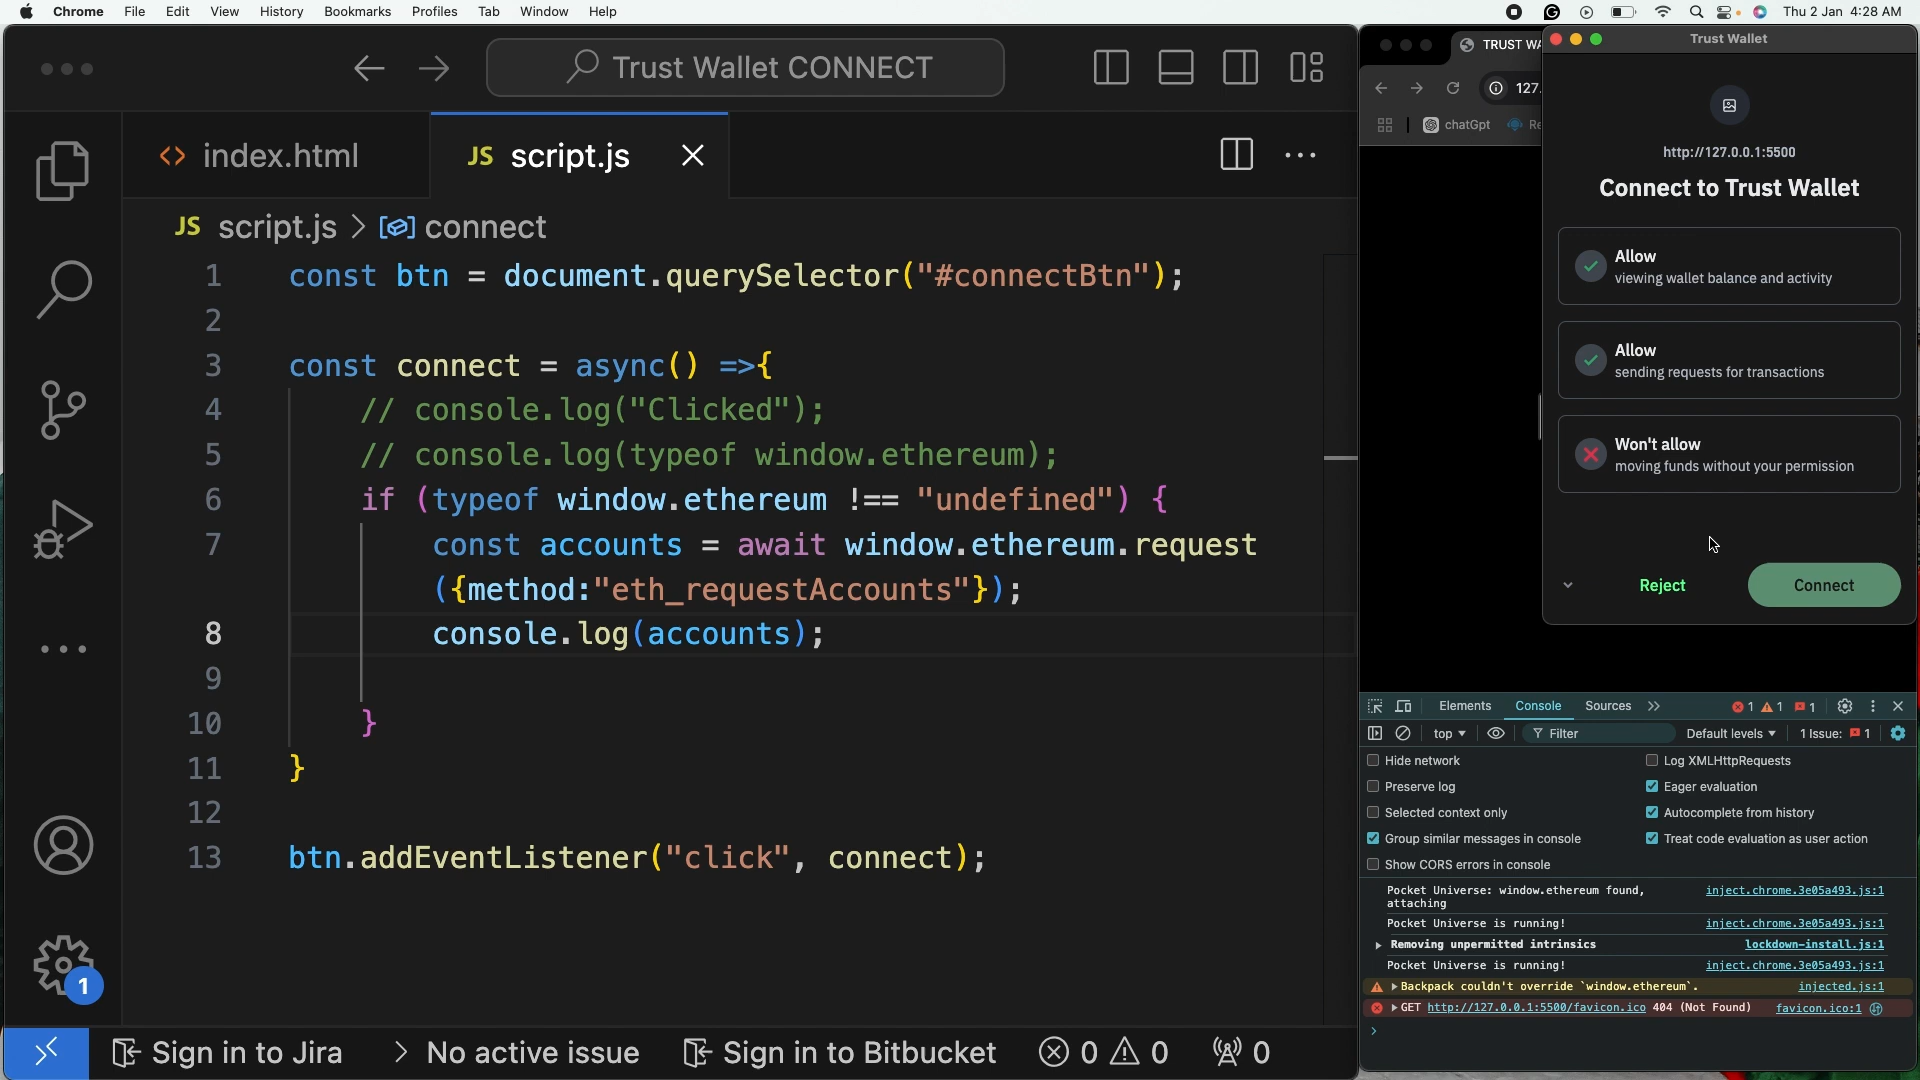 Chrome File Edit View History Bookmarks Profiles Tab Window Help
Thu 2 Jan 4:28 AM
Trust Wallet CONNECT
index.html
JS script.js
JS script.js > connect
1 const btn = document.querySelector("#connectBtn");
2
3 const connect = async() =>{
4 // console.log("Clicked");
5 // console.log(typeof window.ethereum);
6 if (typeof window.ethereum !== "undefined") {
7 const accounts = await window.ethereum.request
({method:"eth_requestAccounts"});
8 console.log(accounts);
9
10 }
11 }
12
13 btn.addEventListener("click", connect);
1
Sign in to Jira > No active issue Sign in to Bitbucket 0 0 0
TRUST WA
127.
chatGpt Re
Trust Wallet
http://127.0.0.1:5500
Connect to Trust Wallet
Allow
viewing wallet balance and activity
Allow
sending requests for transactions
Won't allow
moving funds without your permission
Reject Connect
Elements Console Sources 1 1 1
top Filter Default levels 1 Issue: 1
Hide network Log XMLHttpRequests
Preserve log Eager evaluation
Selected context only Autocomplete from history
Group similar messages in console Treat code evaluation as user action
Show CORS errors in console
Pocket Universe: window.ethereum found, inject.chrome.3e05a493.js:1
attaching
Pocket Universe is running! inject.chrome.3e05a493.js:1
Removing unpermitted intrinsics lockdown-install.js:1
Pocket Universe is running! inject.chrome.3e05a493.js:1
Backpack couldn't override `window.ethereum`. injected.js:1
GET http://127.0.0.1:5500/favicon.ico 404 (Not Found) favicon.ico:1